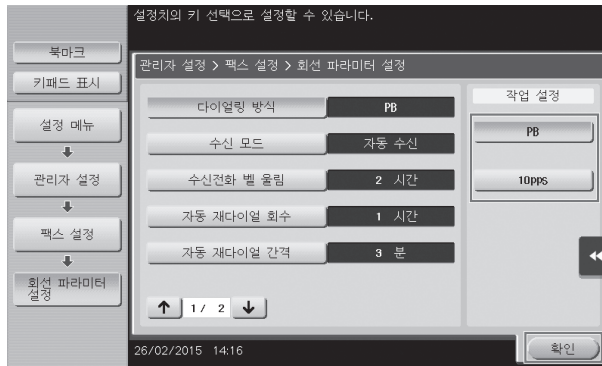 설정치의 키 선택으로 설정할 수 있습니다.
북마크
키패드 표시
설정 메뉴
관리자 설정
팩스 설정
회선 파라미터
설정
관리자 설정 > 팩스 설정 > 회선 파라미터 설정
다이얼링 방식 PB
수신 모드 자동 수신
수신전화 벨 울림 2 시간
자동 재다이얼 회수 1 시간
자동 재다이얼 간격 3 분
1/ 2
작업 설정
PB
10pps
26/02/2015 14:16
확인